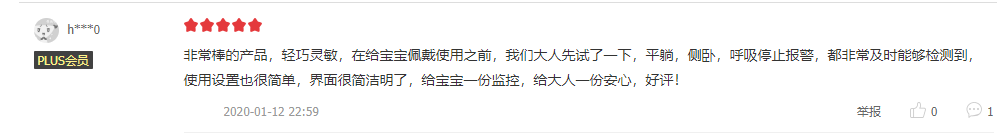 h***0
PLUS会员
非常棒的产品，轻巧灵敏，在给宝宝佩戴使用之前，我们大人先试了一下，平躺，侧卧，呼吸停止报警，都非常及时能够检测到，
使用设置也很简单，界面很简洁明了，给宝宝一份监控，给大人一份安心，好评！
2020-01-12 22:59 举报 0 1